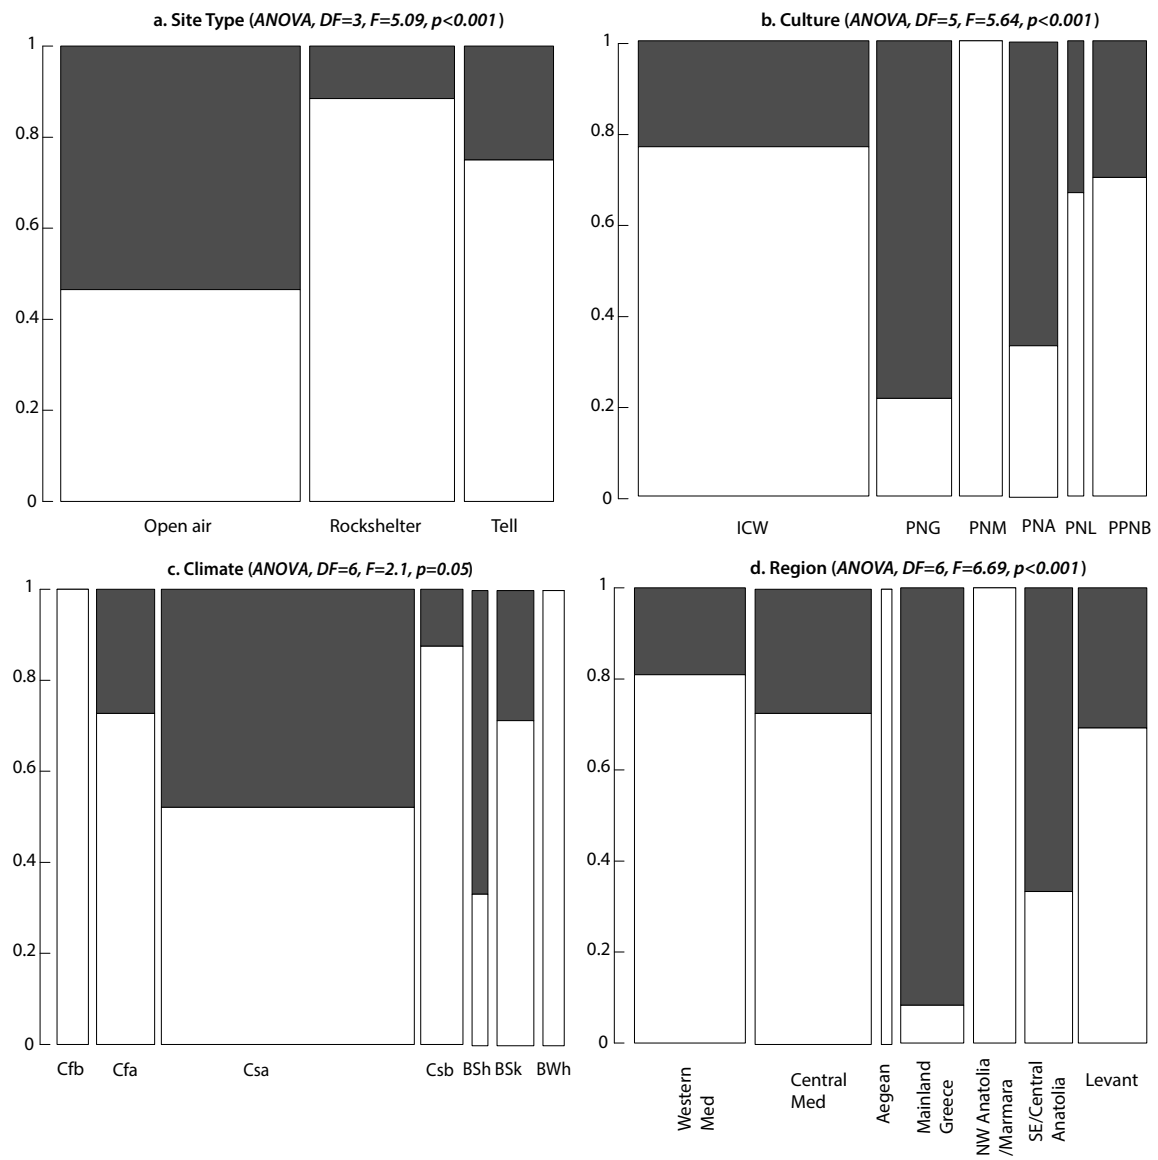 a. Site Type (ANOVA, DF=3, F=5.09, p<0.001)
1
0.8
0.6
0.4
0.2
0
Open air Rockshelter Tell
b. Culture (ANOVA, DF=5, F=5.64, p<0.001)
1
0.8
0.6
0.4
0.2
0
ICW PNG PNM PNA PNL PPNB
c. Climate (ANOVA, DF=6, F=2.1, p=0.05)
1
0.8
0.6
0.4
0.2
0
Cfb Cfa Csa Csb BSh BSk BWh
d. Region (ANOVA, DF=6, F=6.69, p<0.001)
1
0.8
0.6
0.4
0.2
0
Western
Med
Central
Med
Aegean
Mainland
Greece
NW Anatolia
/Marmara
SE/Central
Anatolia
Levant